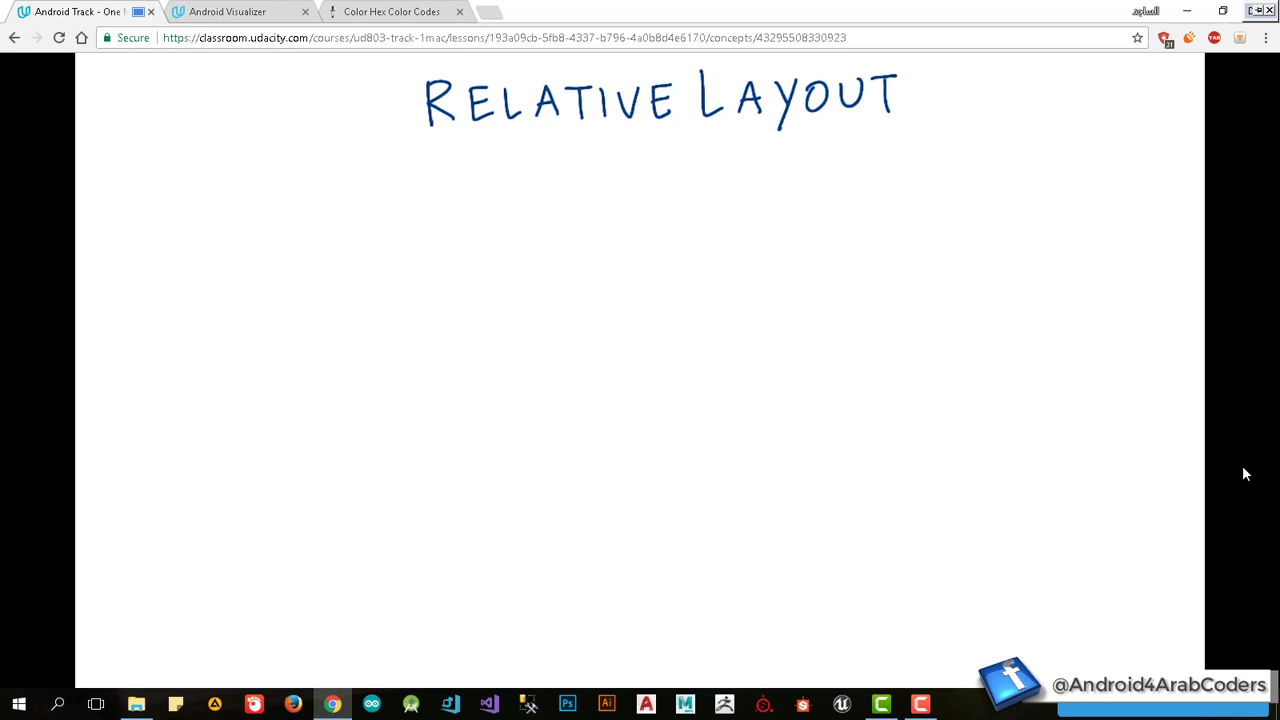 Android Track - One
Android Visualizer
Color Hex Color Codes
Secure
https://classroom.udacity.com/courses/ud803-track-1mac/lessons/193a09cb-5fb8-4337-b796-4a0b8d4e6170/concepts/43295508330923
31
RELATIVE LAYOUT
@Android4ArabCoders